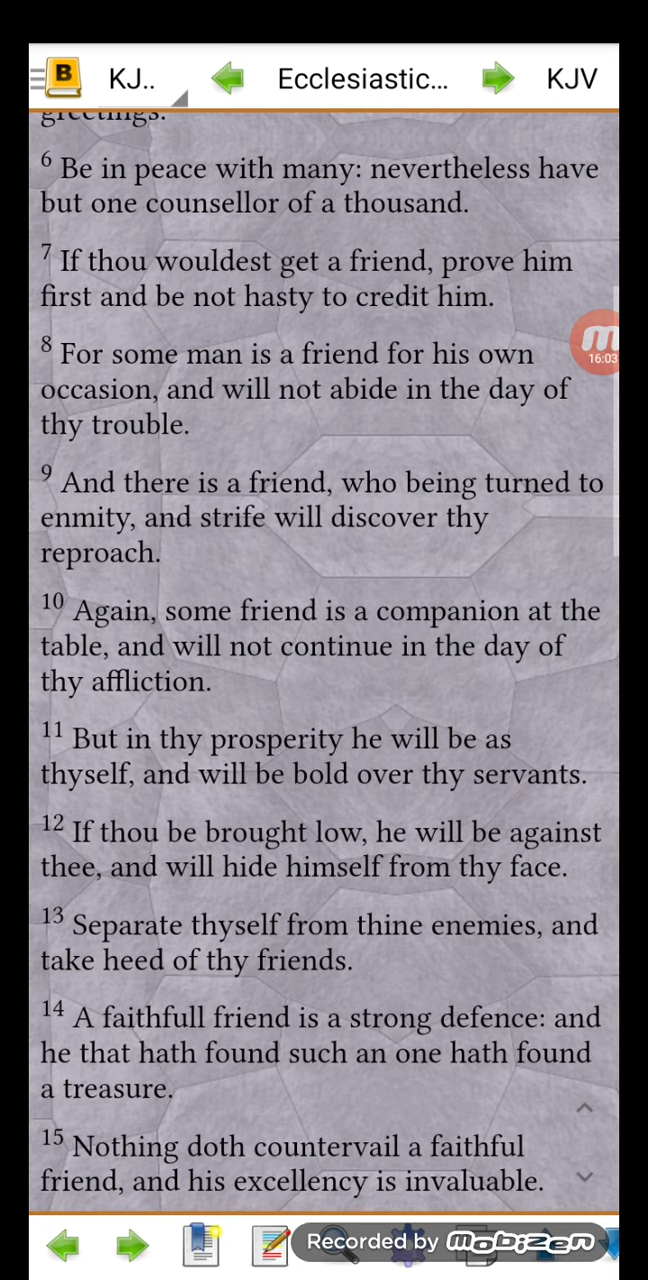 B KJ.. Ecclesiastic... KJV
greetings.
6 Be in peace with many: nevertheless have
but one counsellor of a thousand.
7 If thou wouldest get a friend, prove him
first and be not hasty to credit him.
8 For some man is a friend for his own
occasion, and will not abide in the day of
thy trouble.
9 And there is a friend, who being turned to
enmity, and strife will discover thy
reproach.
10 Again, some friend is a companion at the
table, and will not continue in the day of
thy affliction.
11 But in thy prosperity he will be as
thyself, and will be bold over thy servants.
12 If thou be brought low, he will be against
thee, and will hide himself from thy face.
13 Separate thyself from thine enemies, and
take heed of thy friends.
14 A faithfull friend is a strong defence: and
he that hath found such an one hath found
a treasure.
15 Nothing doth countervail a faithful
friend, and his excellency is invaluable.
m
16:03
Recorded by mobizen